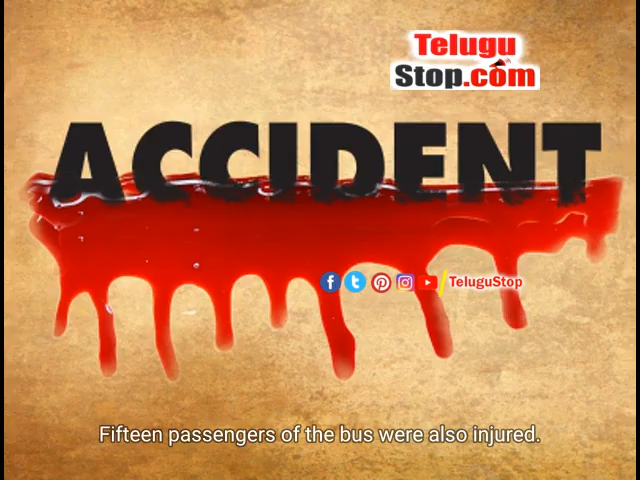 Telugu
Stop.com
ACCIDENT
TeluguStop
Fifteen passengers of the bus were also injured.